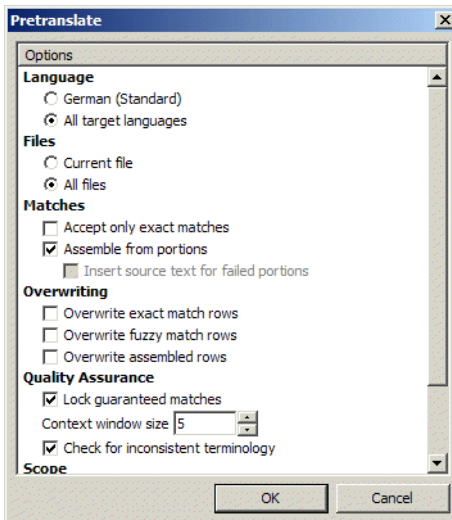 Pretranslate
Options
Language
German (Standard)
All target languages
Files
Current file
All files
Matches
Accept only exact matches
Assemble from portions
Insert source text for failed portions
Overwriting
Overwrite exact match rows
Overwrite fuzzy match rows
Overwrite assembled rows
Quality Assurance
Lock guaranteed matches
Context window size 5
Check for inconsistent terminology
Scope
OK Cancel